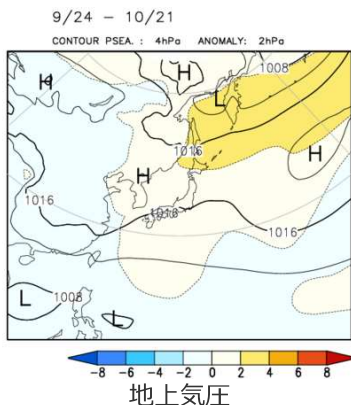 9/24 – 10/21
CONTOUR PSEA. : 4hPa ANOMALY: 2hPa
1008
H
H
L
1016
H
H
1016
1016
1016
L
1008
L
-8 -6 -4 -2 0 2 4 6 8
地上気圧